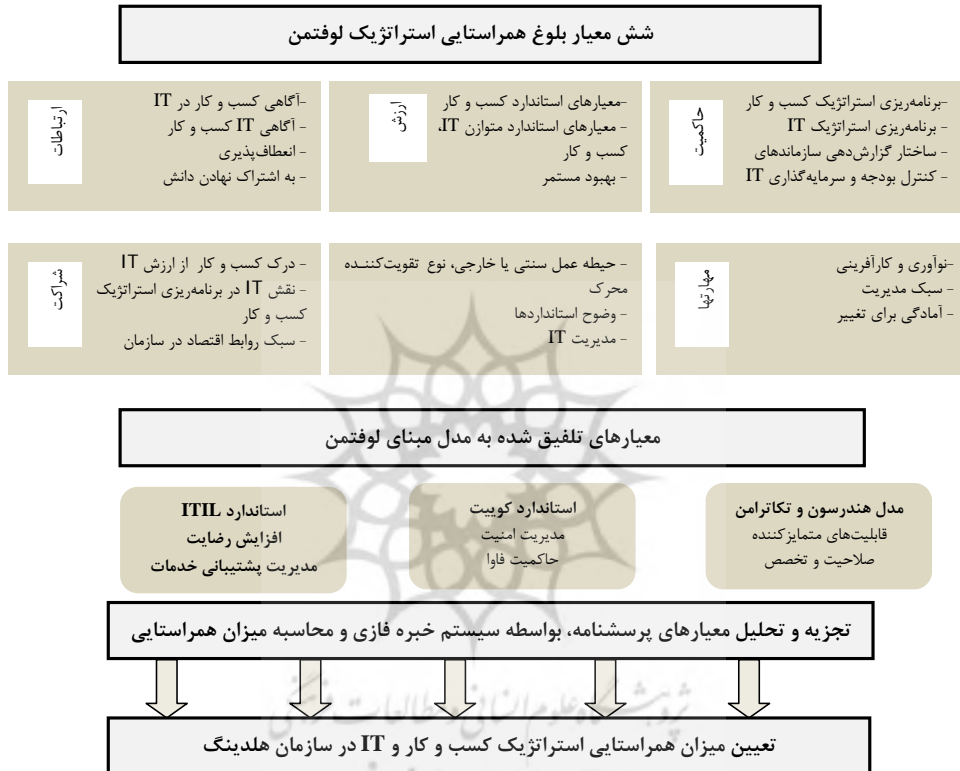 شش معیار بلوغ همراستایی استراتژیک لوفتمن
حاکمیت
-برنامه‌ریزی استراتژیک کسب و کار
- برنامه‌ریزی استراتژیک IT
- ساختار گزارش‌دهی سازماندهای
- کنترل بودجه و سرمایه‌گذاری IT
ارزش
-معیارهای استاندارد کسب و کار
- معیارهای استاندارد متوازن IT،
کسب و کار
- بهبود مستمر
ارتباطات
-آگاهی کسب و کار در IT
- آگاهی IT کسب و کار
- انعطاف‌پذیری
- به اشتراک نهادن دانش
مهارتها
-نوآوری و کارآفرینی
- سبک مدیریت
- آمادگی برای تغییر
- حیطه عمل سنتی یا خارجی، نوع تقویت‌کننده
محرک
- وضوح استانداردها
- مدیریت IT
شراکت
- درک کسب و کار از ارزش IT
- نقش IT در برنامه‌ریزی استراتژیک
کسب و کار
- سبک روابط اقتصاد در سازمان
معیارهای تلفیق شده به مدل مبنای لوفتمن
مدل هندرسون و تکاترامن
قابلیت‌های متمایزکننده
صلاحیت و تخصص
استاندارد کوبیت
مدیریت امنیت
حاکمیت فاوا
استاندارد ITIL
افزایش رضایت
مدیریت پشتیبانی خدمات
تجزیه و تحلیل معیارهای پرسشنامه، بواسطه سیستم خبره فازی و محاسبه میزان همراستایی
پژوهشگاه علوم انسانی و مطالعات فرهنگی
تعیین میزان همراستایی استراتژیک کسب و کار و IT در سازمان هلدینگ